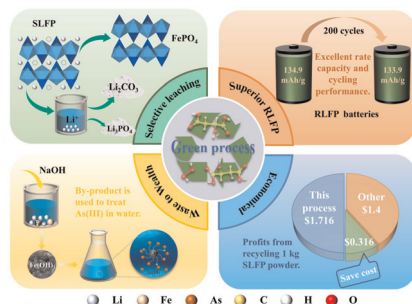 SLFP
FePO₄
Li₂CO₃
Li⁺
Li₃PO₄
Selective leaching
200 cycles
134.9
mAh/g
Excellent rate
capacity and
cycling
performance.
133.9
mAh/g
RLFP batteries
Superior RLFP
Green process
NaOH
By-product is
used to treat
As(III) in water.
Fe(OH)₃
Waste to Wealth
Economical
This
process
$1.716
Other
$1.4
$0.316
Save cost
Profits from
recycling 1 kg
SLFP powder.
Li Fe As C H O